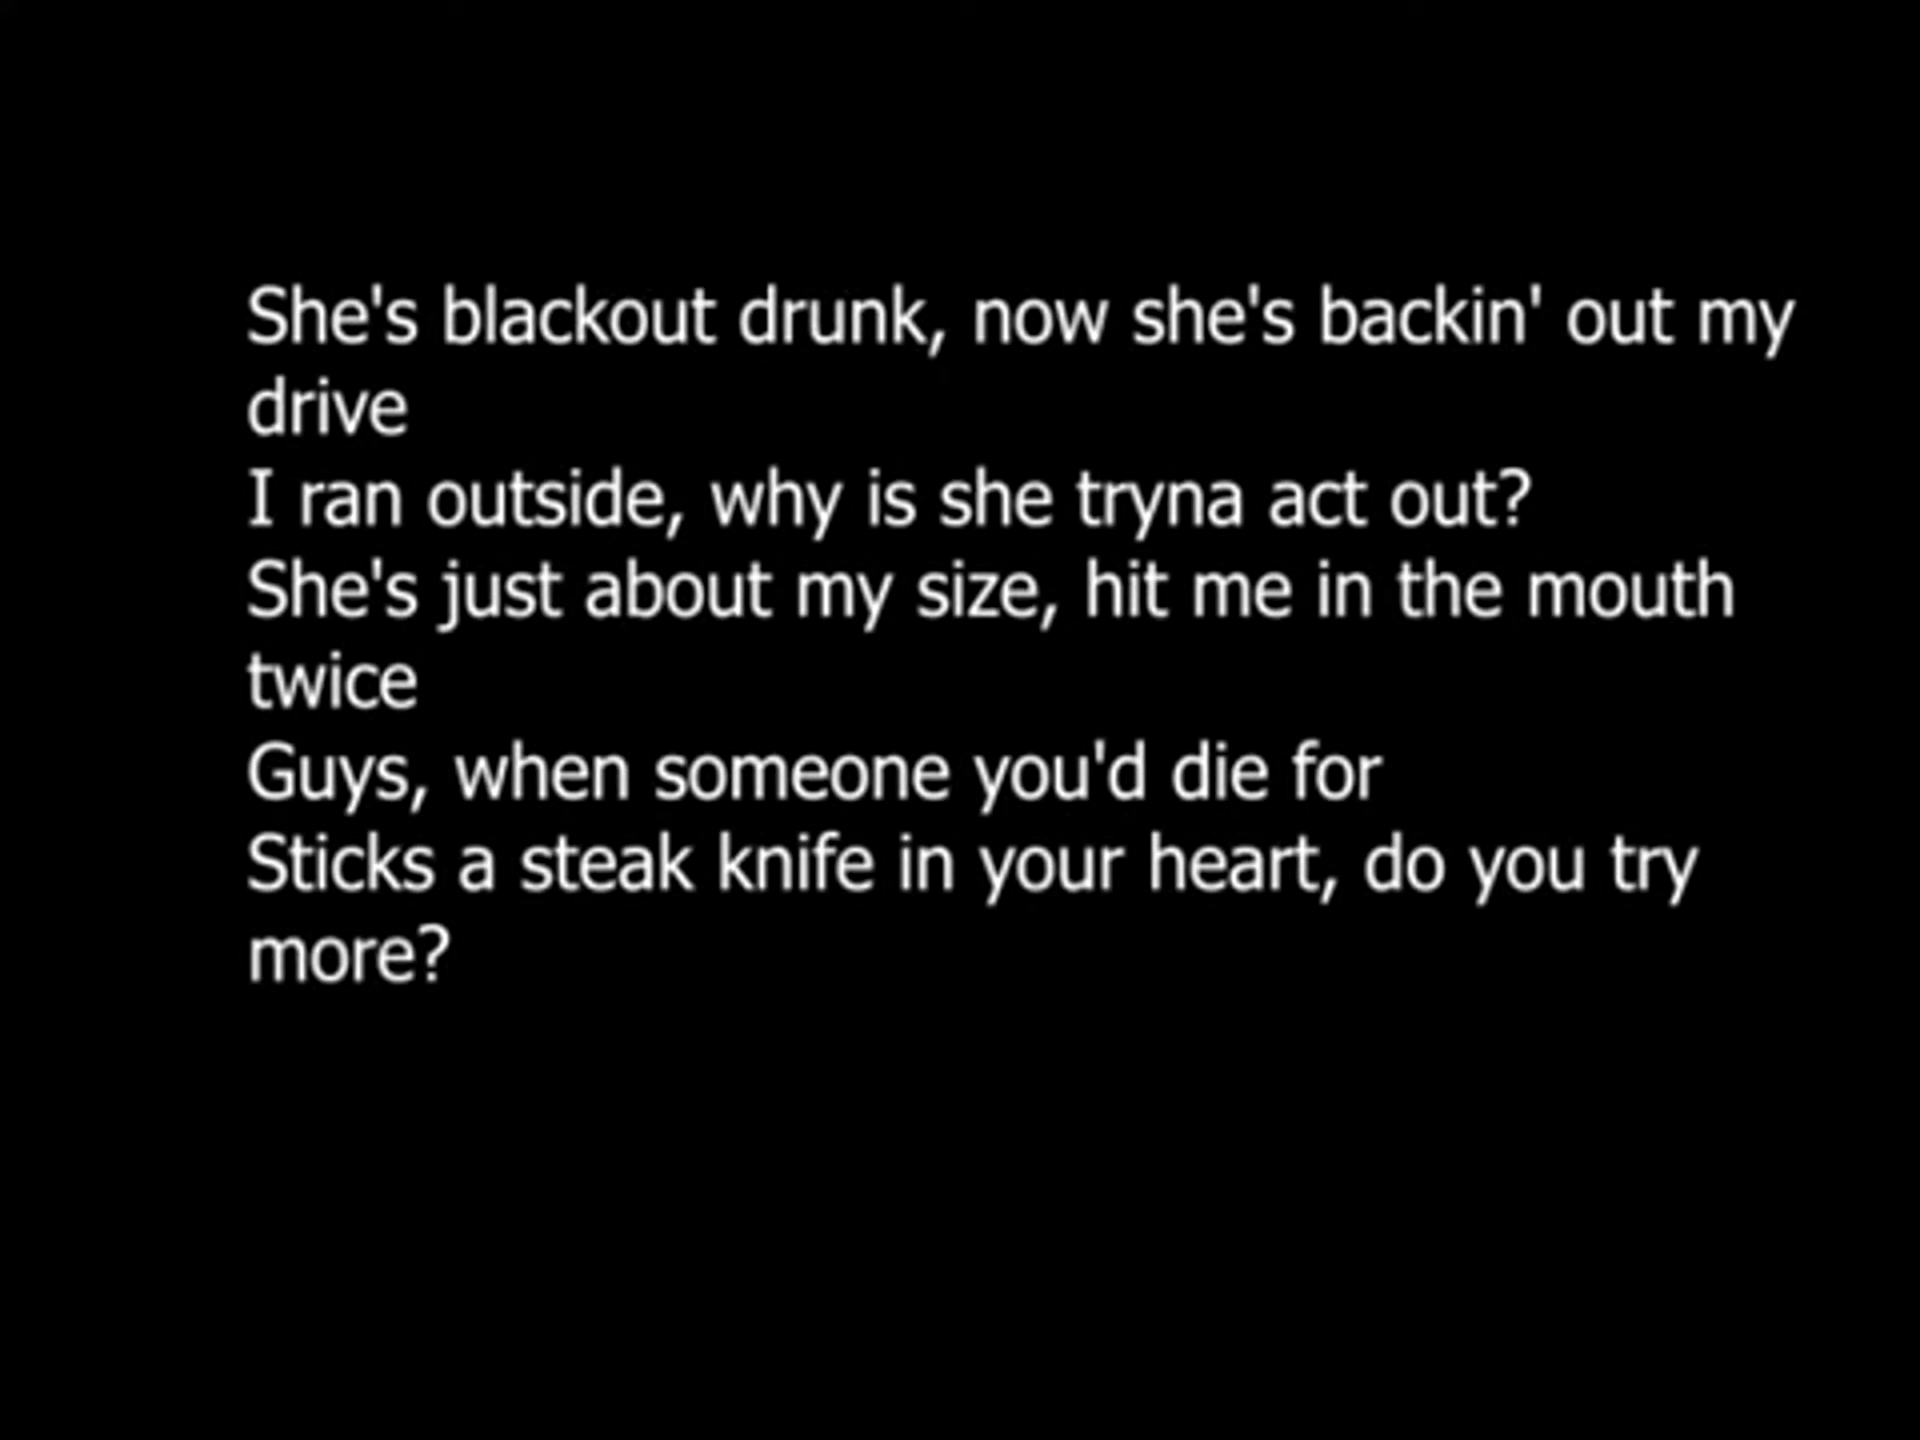 She's blackout drunk, now she's backin' out my
drive
I ran outside, why is she tryna act out?
She's just about my size, hit me in the mouth
twice
Guys, when someone you'd die for
Sticks a steak knife in your heart, do you try
more?